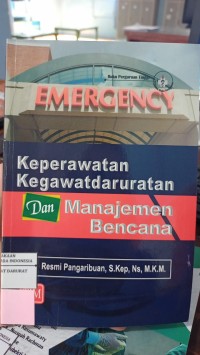 Buku Perguruan Tinggi
EMERGENCY
Keperawatan
Kegawatdaruratan
Dan Manajemen
Bencana
Resmi Pangaribuan, S.Kep, Ns, M.K.M.